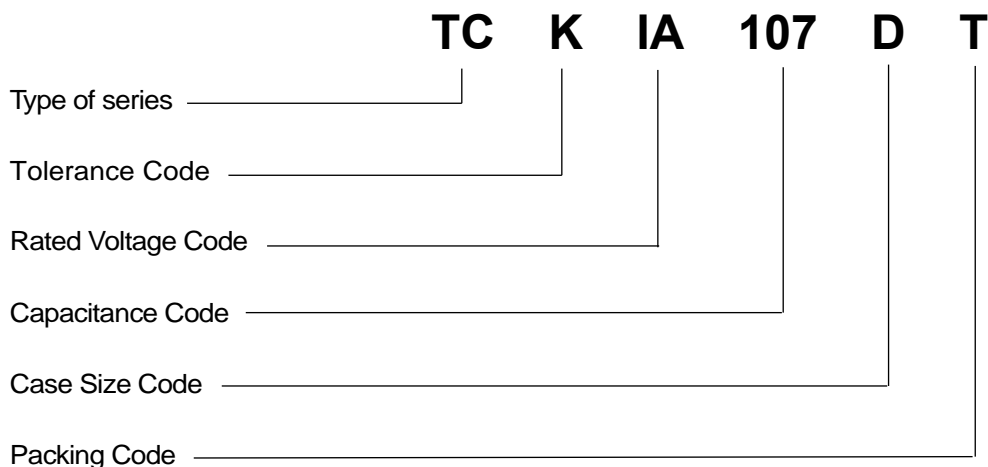 TC K IA 107 D T
Type of series
Tolerance Code
Rated Voltage Code
Capacitance Code
Case Size Code
Packing Code